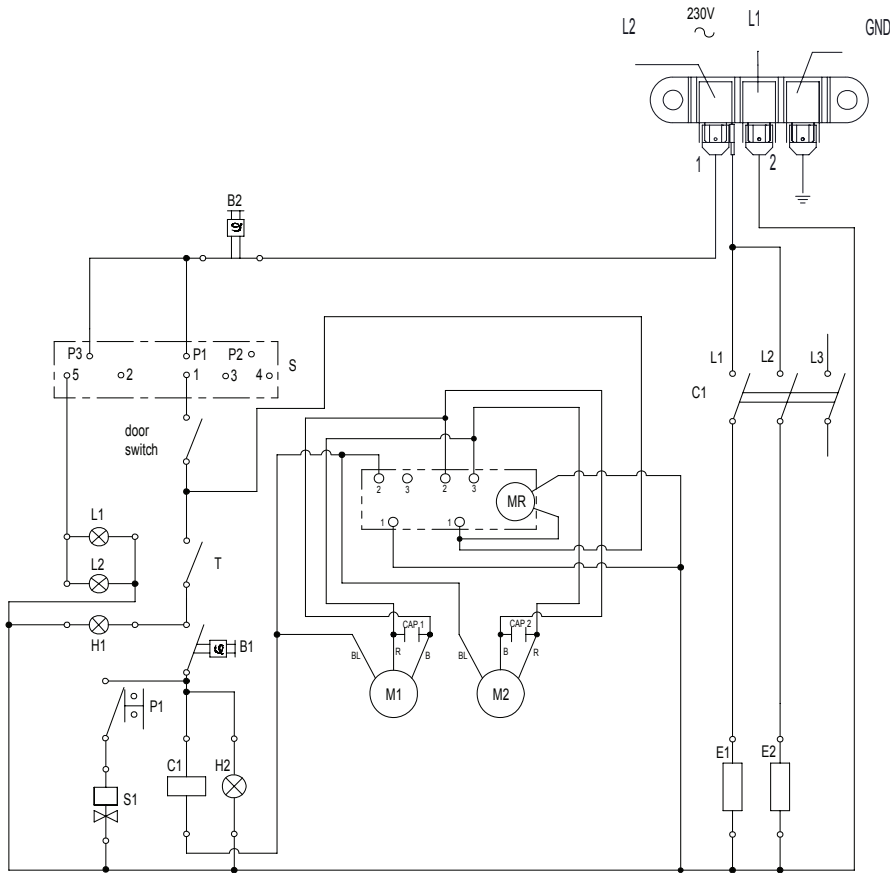 L2 230V L1 GND
1 2
B2
P3 P1 P2 S
5 2 1 3 4
L1 L2 L3
C1
door
switch
2 3 2 3
MR
1 1
L1
L2
T
H1
B1
CAP.1 CAP.2
BL R B BL B R
M1 M2
P1
C1 H2
S1
E1 E2